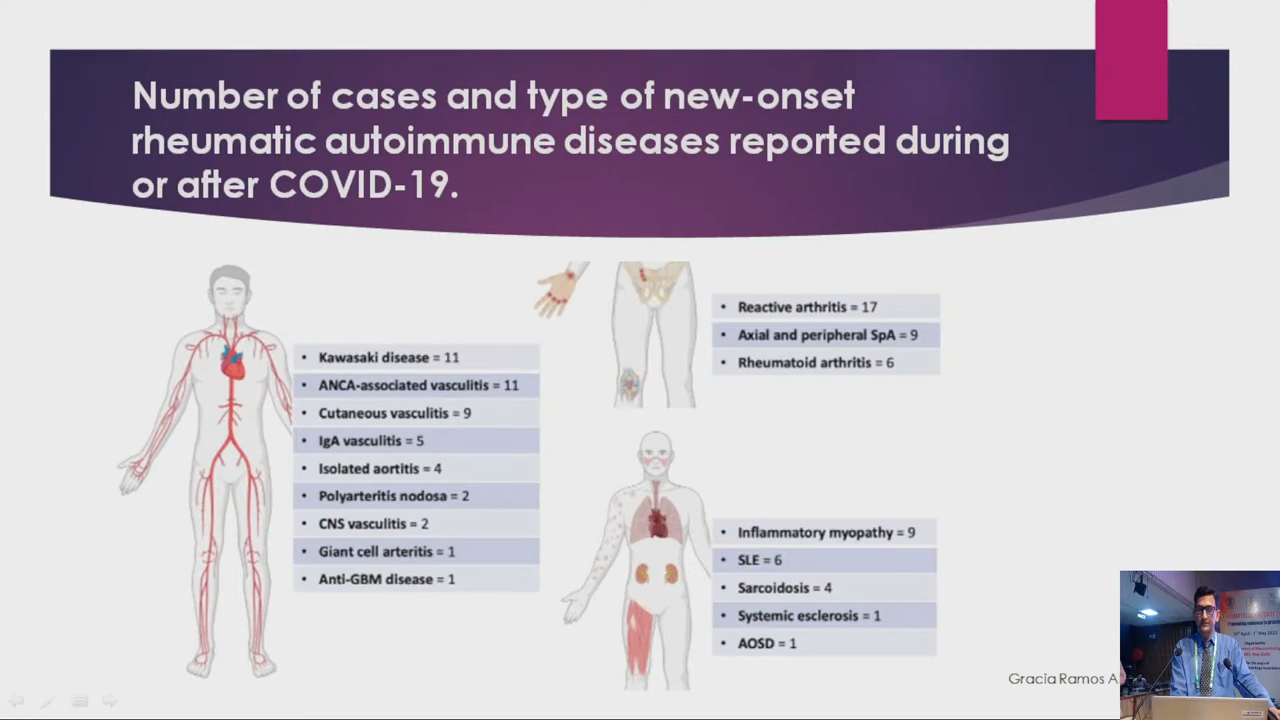 Number of cases and type of new-onset
rheumatic autoimmune diseases reported during
or after COVID-19.
• Kawasaki disease = 11
• ANCA-associated vasculitis = 11
• Cutaneous vasculitis = 9
• IgA vasculitis = 5
• Isolated aortitis = 4
• Polyarteritis nodosa = 2
• CNS vasculitis = 2
• Giant cell arteritis = 1
• Anti-GBM disease = 1
• Reactive arthritis = 17
• Axial and peripheral SpA = 9
• Rheumatoid arthritis = 6
• Inflammatory myopathy = 9
• SLE = 6
• Sarcoidosis = 4
• Systemic esclerosis = 1
• AOSD = 1
Gracia Ramos A